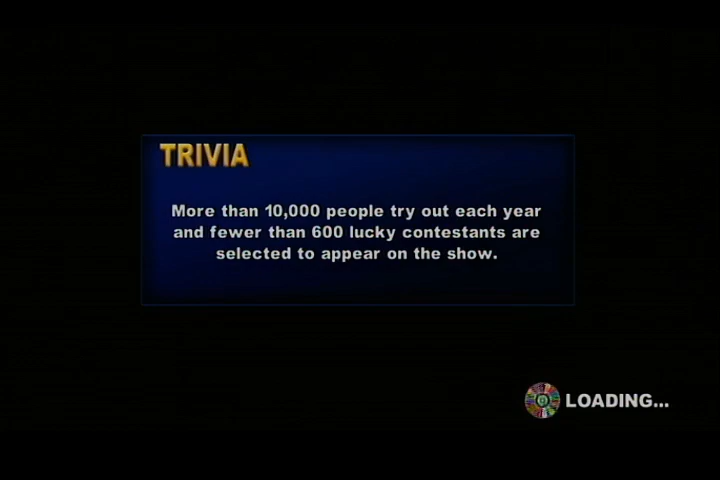 TRIVIA
More than 10,000 people try out each year
and fewer than 600 lucky contestants are
selected to appear on the show.
LOADING...